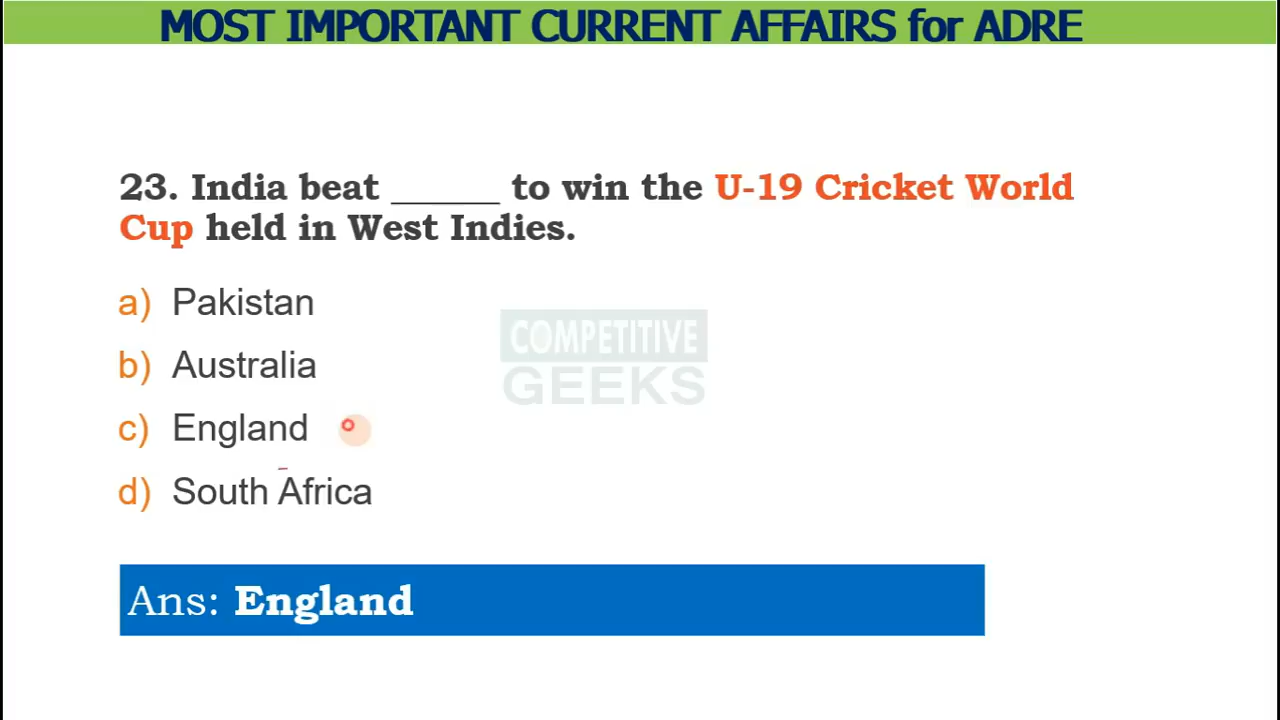 MOST IMPORTANT CURRENT AFFAIRS for ADRE
23. India beat ______ to win the U-19 Cricket World
Cup held in West Indies.
a) Pakistan
b) Australia
c) England
d) South Africa
COMPETITIVE
GEEKS
Ans: England